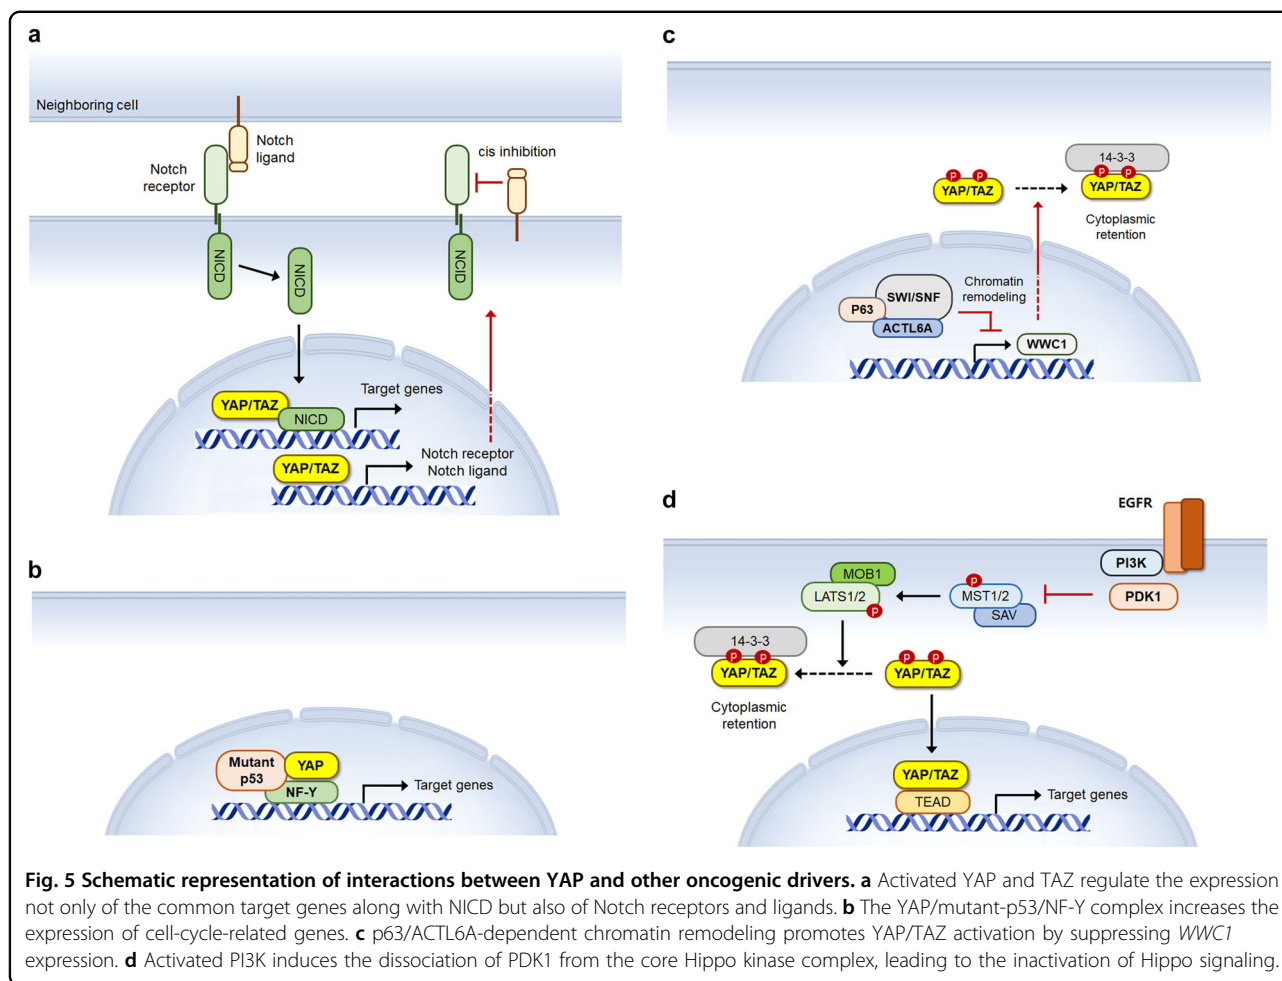 a
Neighboring cell
Notch
ligand
Notch
receptor
cis inhibition
NICD
NICD
NCID
YAP/TAZ
NICD
Target genes
YAP/TAZ
Notch receptor
Notch ligand
b
Mutant
p53
YAP
NF-Y
Target genes
c
14-3-3
P P
YAP/TAZ
P P
YAP/TAZ
Cytoplasmic
retention
SWI/SNF
P63
ACTL6A
Chromatin
remodeling
WWC1
d
EGFR
PI3K
PDK1
MOB1
LATS1/2
P
P
MST1/2
SAV
14-3-3
P P
YAP/TAZ
P P
YAP/TAZ
Cytoplasmic
retention
YAP/TAZ
TEAD
Target genes
Fig. 5 Schematic representation of interactions between YAP and other oncogenic drivers. a Activated YAP and TAZ regulate the expression
not only of the common target genes along with NICD but also of Notch receptors and ligands. b The YAP/mutant-p53/NF-Y complex increases the
expression of cell-cycle-related genes. c p63/ACTL6A-dependent chromatin remodeling promotes YAP/TAZ activation by suppressing WWC1
expression. d Activated PI3K induces the dissociation of PDK1 from the core Hippo kinase complex, leading to the inactivation of Hippo signaling.